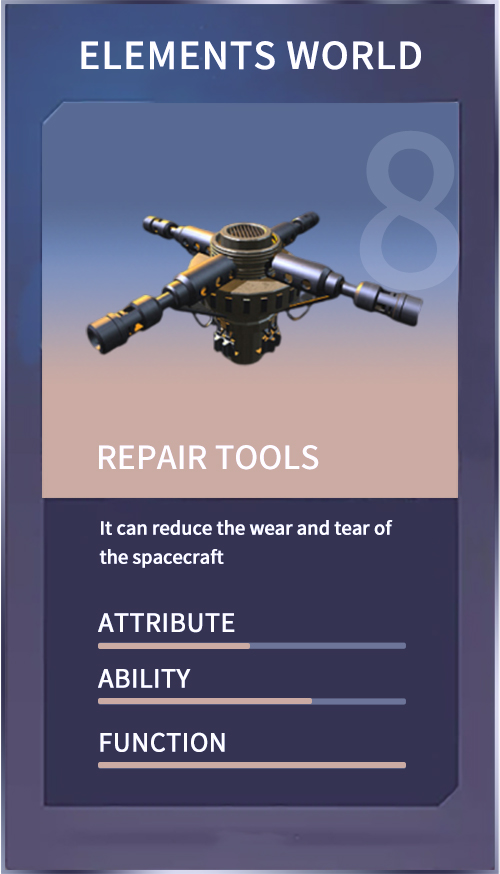 ELEMENTS WORLD
8
REPAIR TOOLS
It can reduce the wear and tear of
the spacecraft
ATTRIBUTE
ABILITY
FUNCTION